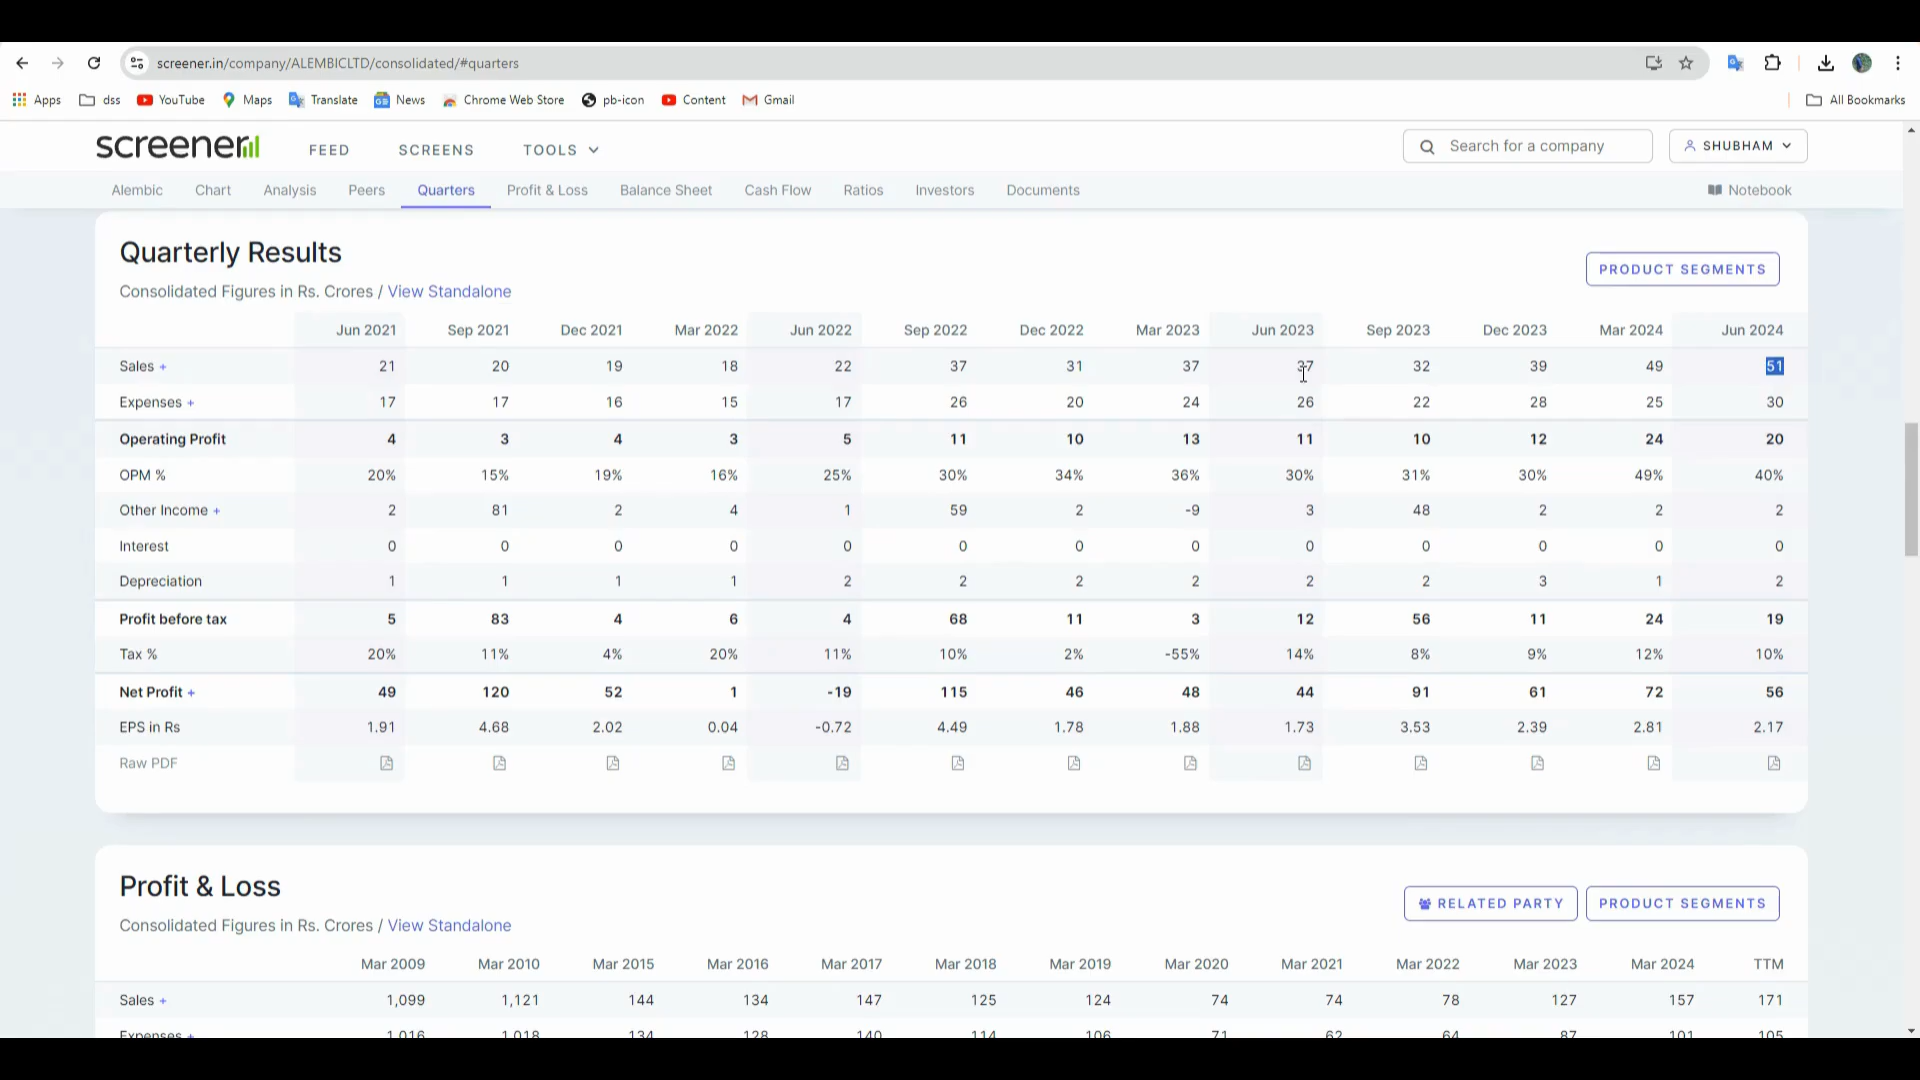 screener.in/company/ALEMBICLTD/consolidated/#quarters
Apps dss YouTube Maps Translate News Chrome Web Store pb-icon Content Gmail All Bookmarks
screener FEED SCREENS TOOLS Search for a company SHUBHAM
Alembic Chart Analysis Peers Quarters Profit & Loss Balance Sheet Cash Flow Ratios Investors Documents Notebook
Quarterly Results
PRODUCT SEGMENTS
Consolidated Figures in Rs. Crores / View Standalone
Jun 2021 Sep 2021 Dec 2021 Mar 2022 Jun 2022 Sep 2022 Dec 2022 Mar 2023 Jun 2023 Sep 2023 Dec 2023 Mar 2024 Jun 2024
Sales + 21 20 19 18 22 37 31 37 37 32 39 49 51
Expenses + 17 17 16 15 17 26 20 24 26 22 28 25 30
Operating Profit 4 3 4 3 5 11 10 13 11 10 12 24 20
OPM % 20% 15% 19% 16% 25% 30% 34% 36% 30% 31% 30% 49% 40%
Other Income + 2 81 2 4 1 59 2 -9 3 48 2 2 2
Interest 0 0 0 0 0 0 0 0 0 0 0 0 0
Depreciation 1 1 1 1 2 2 2 2 2 2 3 1 2
Profit before tax 5 83 4 6 4 68 11 3 12 56 11 24 19
Tax % 20% 11% 4% 20% 11% 10% 2% -55% 14% 8% 9% 12% 10%
Net Profit + 49 120 52 1 -19 115 46 48 44 91 61 72 56
EPS in Rs 1.91 4.68 2.02 0.04 -0.72 4.49 1.78 1.88 1.73 3.53 2.39 2.81 2.17
Raw PDF
Profit & Loss
RELATED PARTY PRODUCT SEGMENTS
Consolidated Figures in Rs. Crores / View Standalone
Mar 2009 Mar 2010 Mar 2015 Mar 2016 Mar 2017 Mar 2018 Mar 2019 Mar 2020 Mar 2021 Mar 2022 Mar 2023 Mar 2024 TTM
Sales + 1,099 1,121 144 134 147 125 124 74 74 78 127 157 171
Expenses + 1,016 1,018 134 128 140 114 106 71 62 64 87 101 105